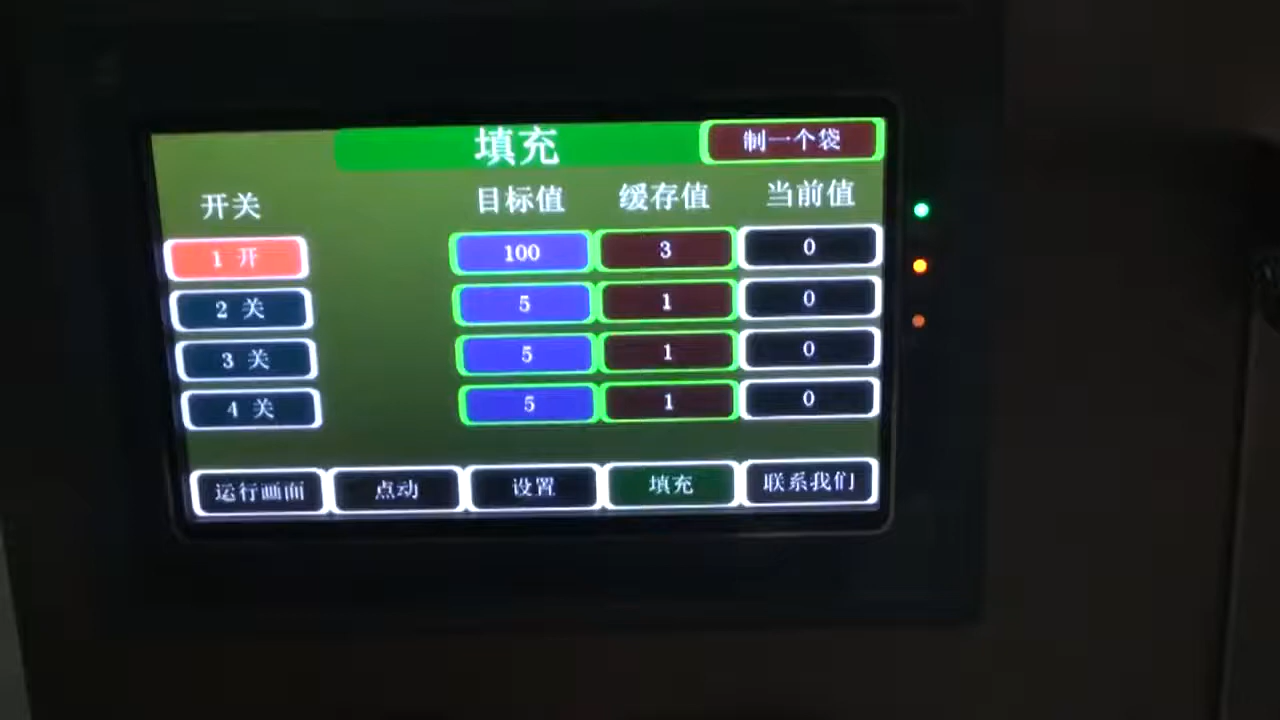 填充 制一个袋
开关 目标值 缓存值 当前值
1 开 100 3 0
2 关 5 1 0
3 关 5 1 0
4 关 5 1 0
运行画面 点动 设置 填充 联系我们